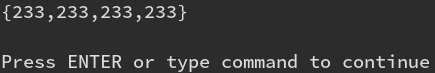 {233,233,233,233}
Press ENTER or type command to continue